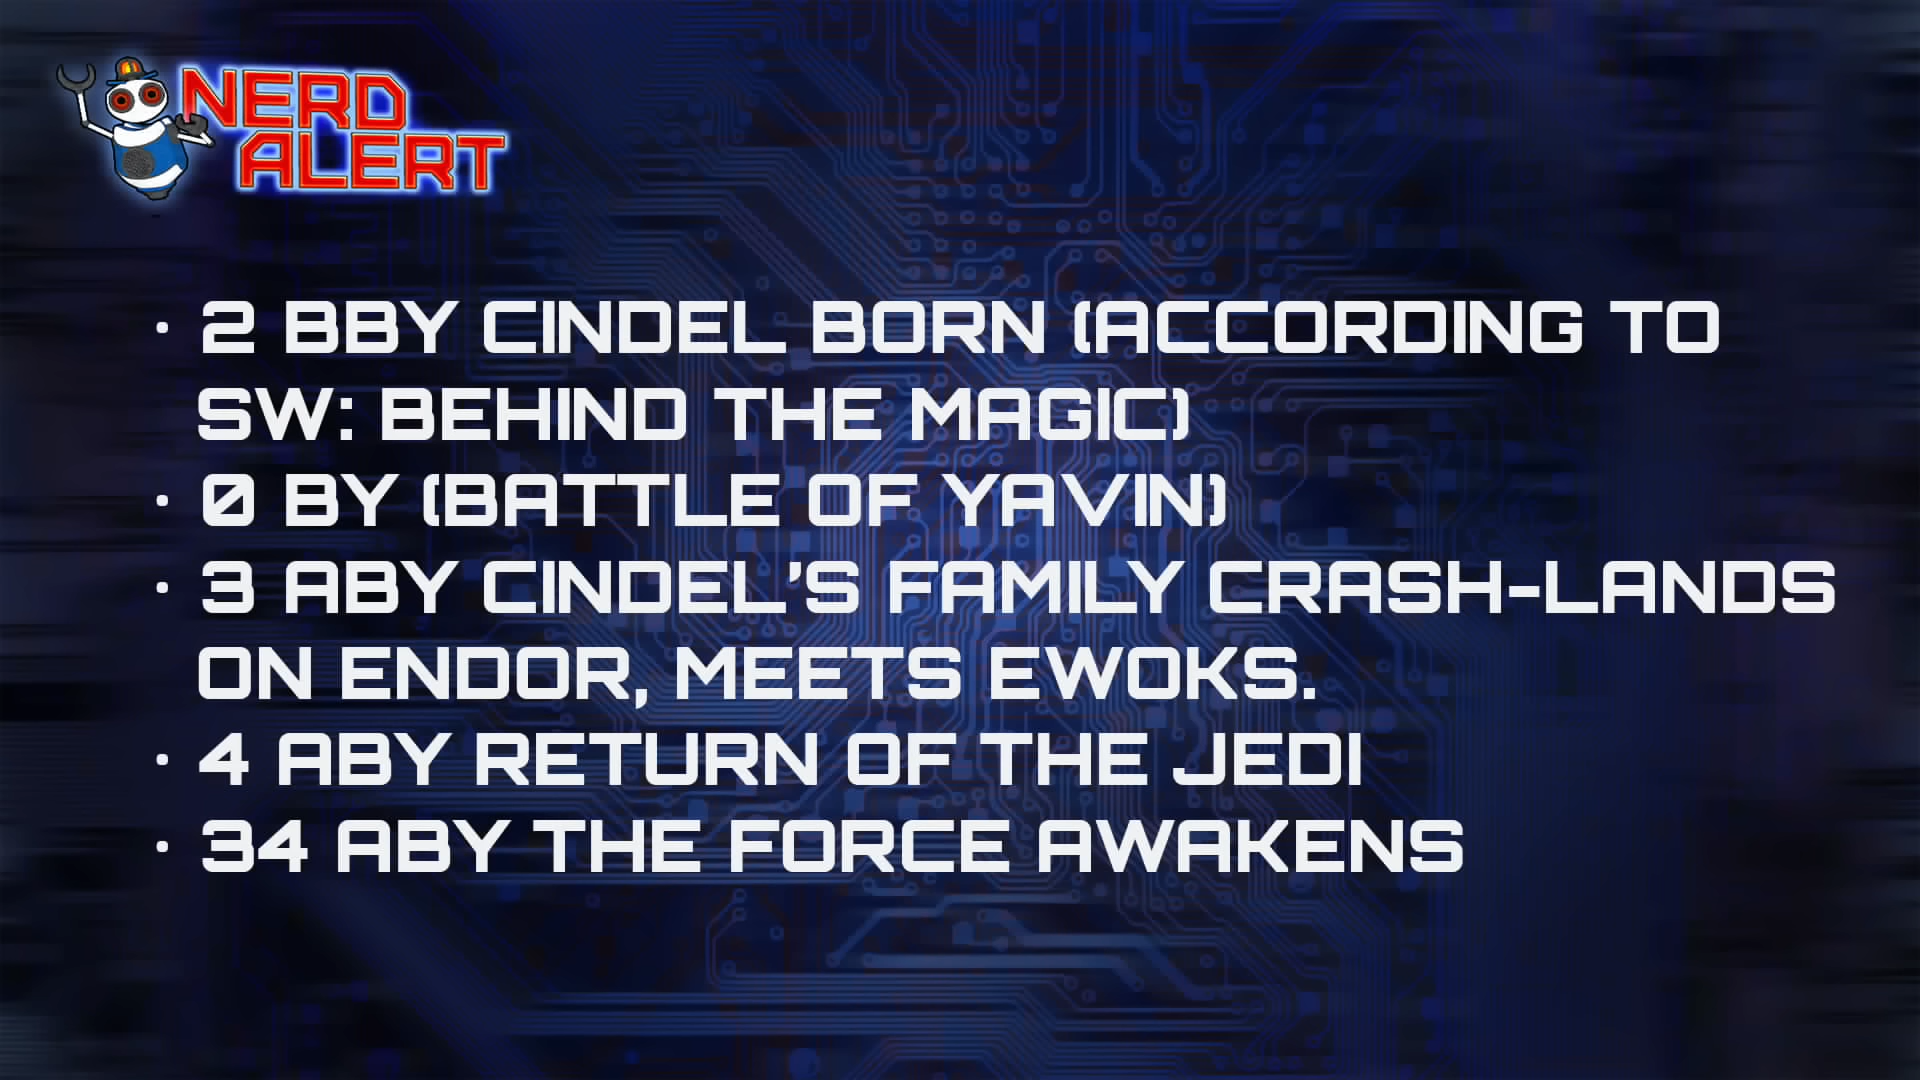 NERD
ALERT
• 2 BBY CINDEL BORN (ACCORDING TO
SW: BEHIND THE MAGIC)
• 0 BY (BATTLE OF YAVIN)
• 3 ABY CINDEL'S FAMILY CRASH-LANDS
ON ENDOR, MEETS EWOKS.
• 4 ABY RETURN OF THE JEDI
• 34 ABY THE FORCE AWAKENS